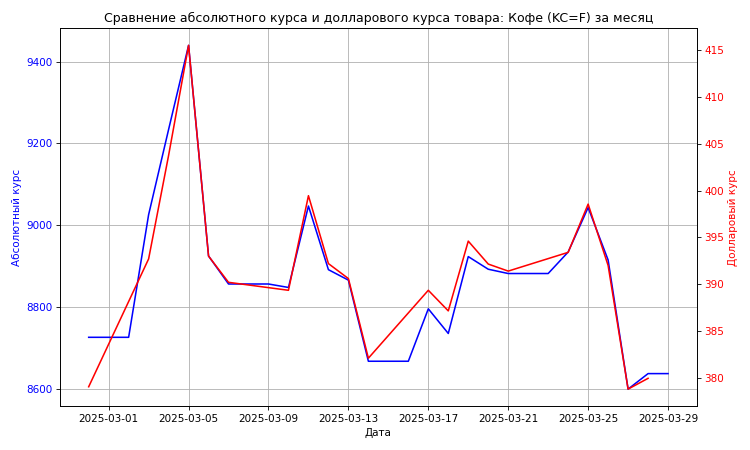 Сравнение абсолютного курса и долларового курса товара: Кофе (KC=F) за месяц
9400
9200
9000
8800
8600
Абсолютный курс
415
410
405
400
395
390
385
380
Долларовый курс
2025-03-01 2025-03-05 2025-03-09 2025-03-13 2025-03-17 2025-03-21 2025-03-25 2025-03-29
Дата